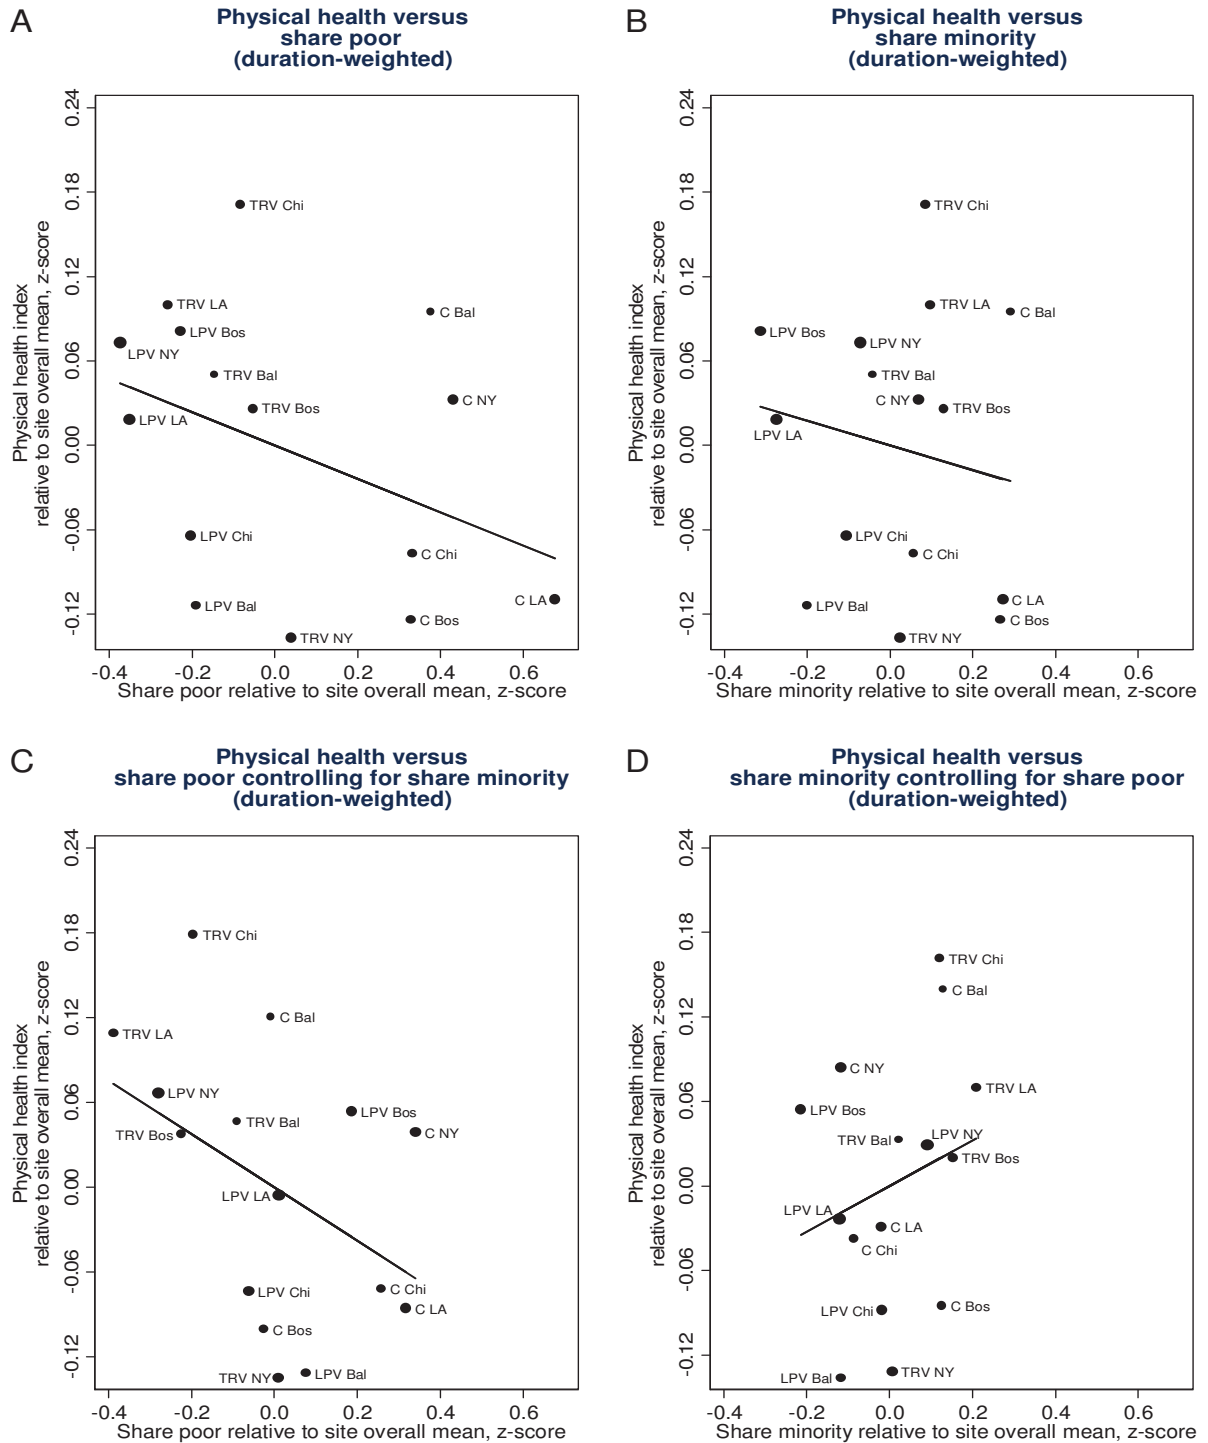 A
Physical health versus
share poor
(duration-weighted)
Physical health index
relative to site overall mean, z-score
0.24
0.18
0.12
0.06
0.00
-0.06
-0.12
TRV Chi
TRV LA
C Bal
LPV Bos
LPV NY
TRV Bal
C NY
TRV Bos
LPV LA
LPV Chi
C Chi
C LA
LPV Bal
C Bos
TRV NY
-0.4 -0.2 0.0 0.2 0.4 0.6
Share poor relative to site overall mean, z-score
B
Physical health versus
share minority
(duration-weighted)
Physical health index
relative to site overall mean, z-score
0.24
0.18
0.12
0.06
0.00
-0.06
-0.12
TRV Chi
TRV LA
C Bal
LPV Bos
LPV NY
TRV Bal
C NY
TRV Bos
LPV LA
LPV Chi
C Chi
C LA
LPV Bal
C Bos
TRV NY
-0.4 -0.2 0.0 0.2 0.4 0.6
Share minority relative to site overall mean, z-score
C
Physical health versus
share poor controlling for share minority
(duration-weighted)
Physical health index
relative to site overall mean, z-score
0.24
0.18
0.12
0.06
0.00
-0.06
-0.12
TRV Chi
C Bal
TRV LA
LPV NY
LPV Bos
TRV Bal
TRV Bos
C NY
LPV LA
LPV Chi
C Chi
C LA
C Bos
LPV Bal
TRV NY
-0.4 -0.2 0.0 0.2 0.4 0.6
Share poor relative to site overall mean, z-score
D
Physical health versus
share minority controlling for share poor
(duration-weighted)
Physical health index
relative to site overall mean, z-score
0.24
0.18
0.12
0.06
0.00
-0.06
-0.12
TRV Chi
C Bal
C NY
TRV LA
LPV Bos
LPV NY
TRV Bal
TRV Bos
LPV LA
C LA
C Chi
C Bos
LPV Chi
TRV NY
LPV Bal
-0.4 -0.2 0.0 0.2 0.4 0.6
Share minority relative to site overall mean, z-score